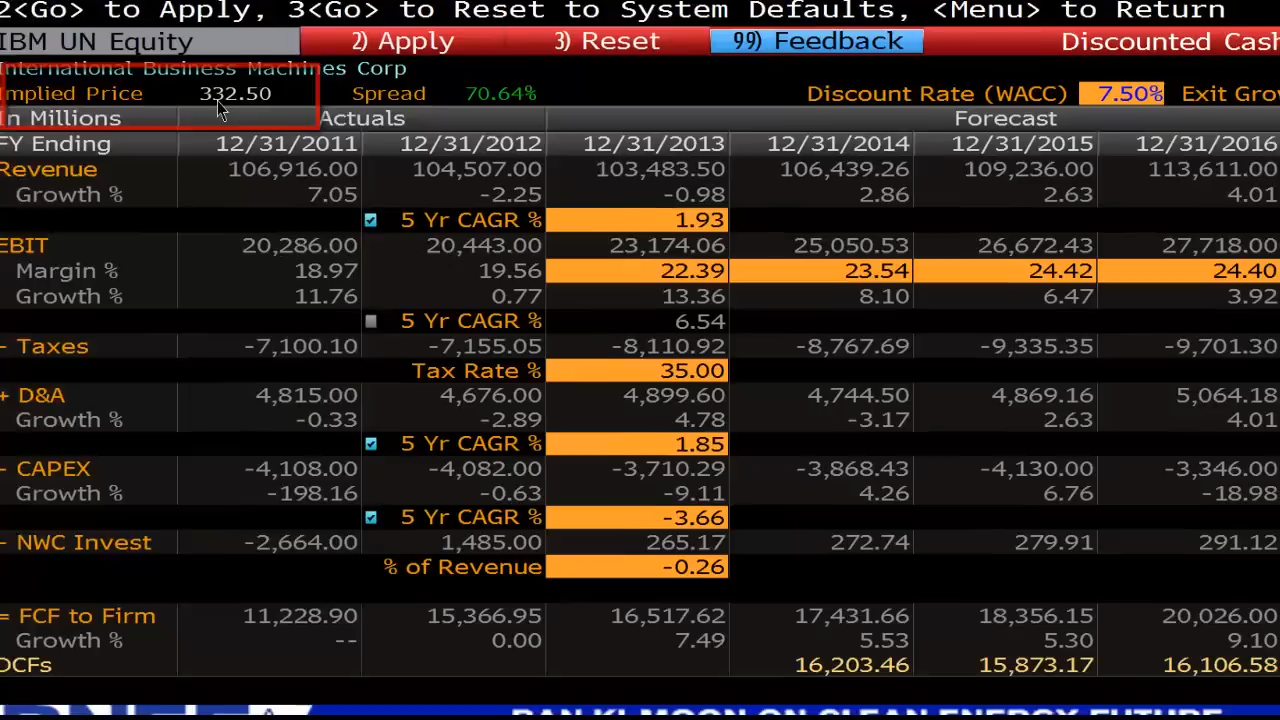 2<Go> to Apply, 3<Go> to Reset to System Defaults, <Menu> to Return
IBM UN Equity 2) Apply 3) Reset 99) Feedback Discounted Cash
International Business Machines Corp
Implied Price 332.50 Spread 70.64% Discount Rate (WACC) 7.50% Exit Grow
In Millions Actuals Forecast
FY Ending 12/31/2011 12/31/2012 12/31/2013 12/31/2014 12/31/2015 12/31/2016
Revenue 106,916.00 104,507.00 103,483.50 106,439.26 109,236.00 113,611.00
Growth % 7.05 -2.25 -0.98 2.86 2.63 4.01
5 Yr CAGR % 1.93
EBIT 20,286.00 20,443.00 23,174.06 25,050.53 26,672.43 27,718.00
Margin % 18.97 19.56 22.39 23.54 24.42 24.40
Growth % 11.76 0.77 13.36 8.10 6.47 3.92
5 Yr CAGR % 6.54
- Taxes -7,100.10 -7,155.05 -8,110.92 -8,767.69 -9,335.35 -9,701.30
Tax Rate % 35.00
+ D&A 4,815.00 4,676.00 4,899.60 4,744.50 4,869.16 5,064.18
Growth % -0.33 -2.89 4.78 -3.17 2.63 4.01
5 Yr CAGR % 1.85
- CAPEX -4,108.00 -4,082.00 -3,710.29 -3,868.43 -4,130.00 -3,346.00
Growth % -198.16 -0.63 -9.11 4.26 6.76 -18.98
5 Yr CAGR % -3.66
- NWC Invest -2,664.00 1,485.00 265.17 272.74 279.91 291.12
% of Revenue -0.26
= FCF to Firm 11,228.90 15,366.95 16,517.62 17,431.66 18,356.15 20,026.00
Growth % -- 0.00 7.49 5.53 5.30 9.10
DCFs 16,203.46 15,873.17 16,106.58
BAN KI-MOON ON CLEAN ENERGY FUTURE